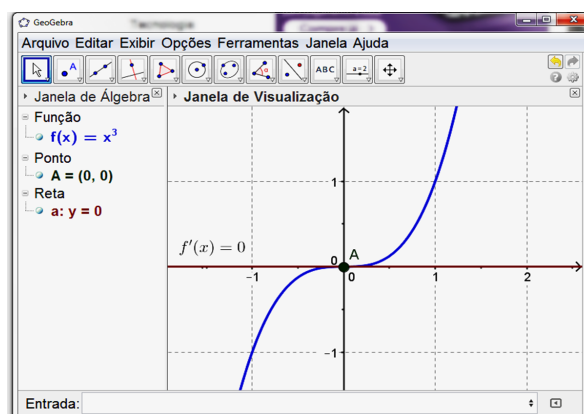 GeoGebra
Tecnologia
Arquivo Editar Exibir Opções Ferramentas Janela Ajuda
A
ABC
a=2
Janela de Álgebra
Janela de Visualização
Função
f(x) = x³
Ponto
A = (0, 0)
Reta
a: y = 0
1
f'(x) = 0
0
A
-1
0
1
2
-1
Entrada: